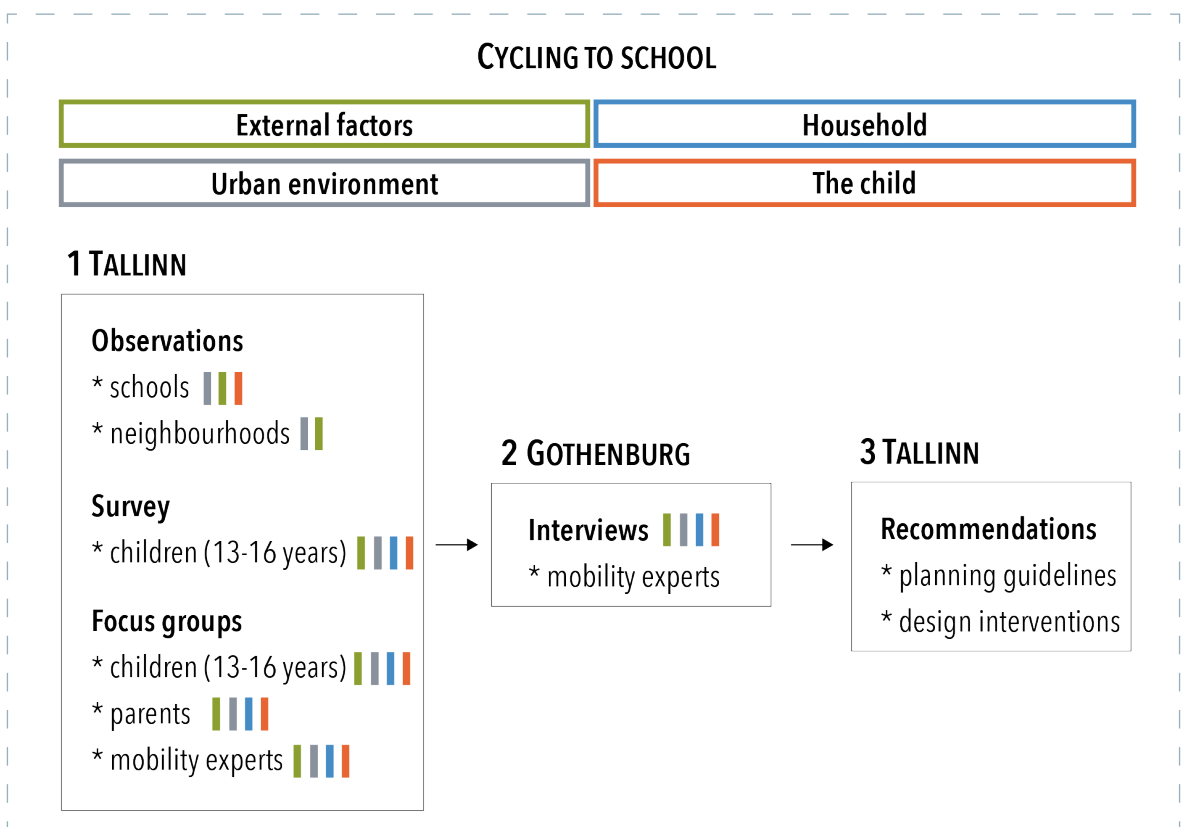 CYCLING TO SCHOOL
External factors
Household
Urban environment
The child
1 TALLINN
Observations
* schools
* neighbourhoods
Survey
* children (13-16 years)
Focus groups
* children (13-16 years)
* parents
* mobility experts
2 GOTHENBURG
Interviews
* mobility experts
3 TALLINN
Recommendations
* planning guidelines
* design interventions